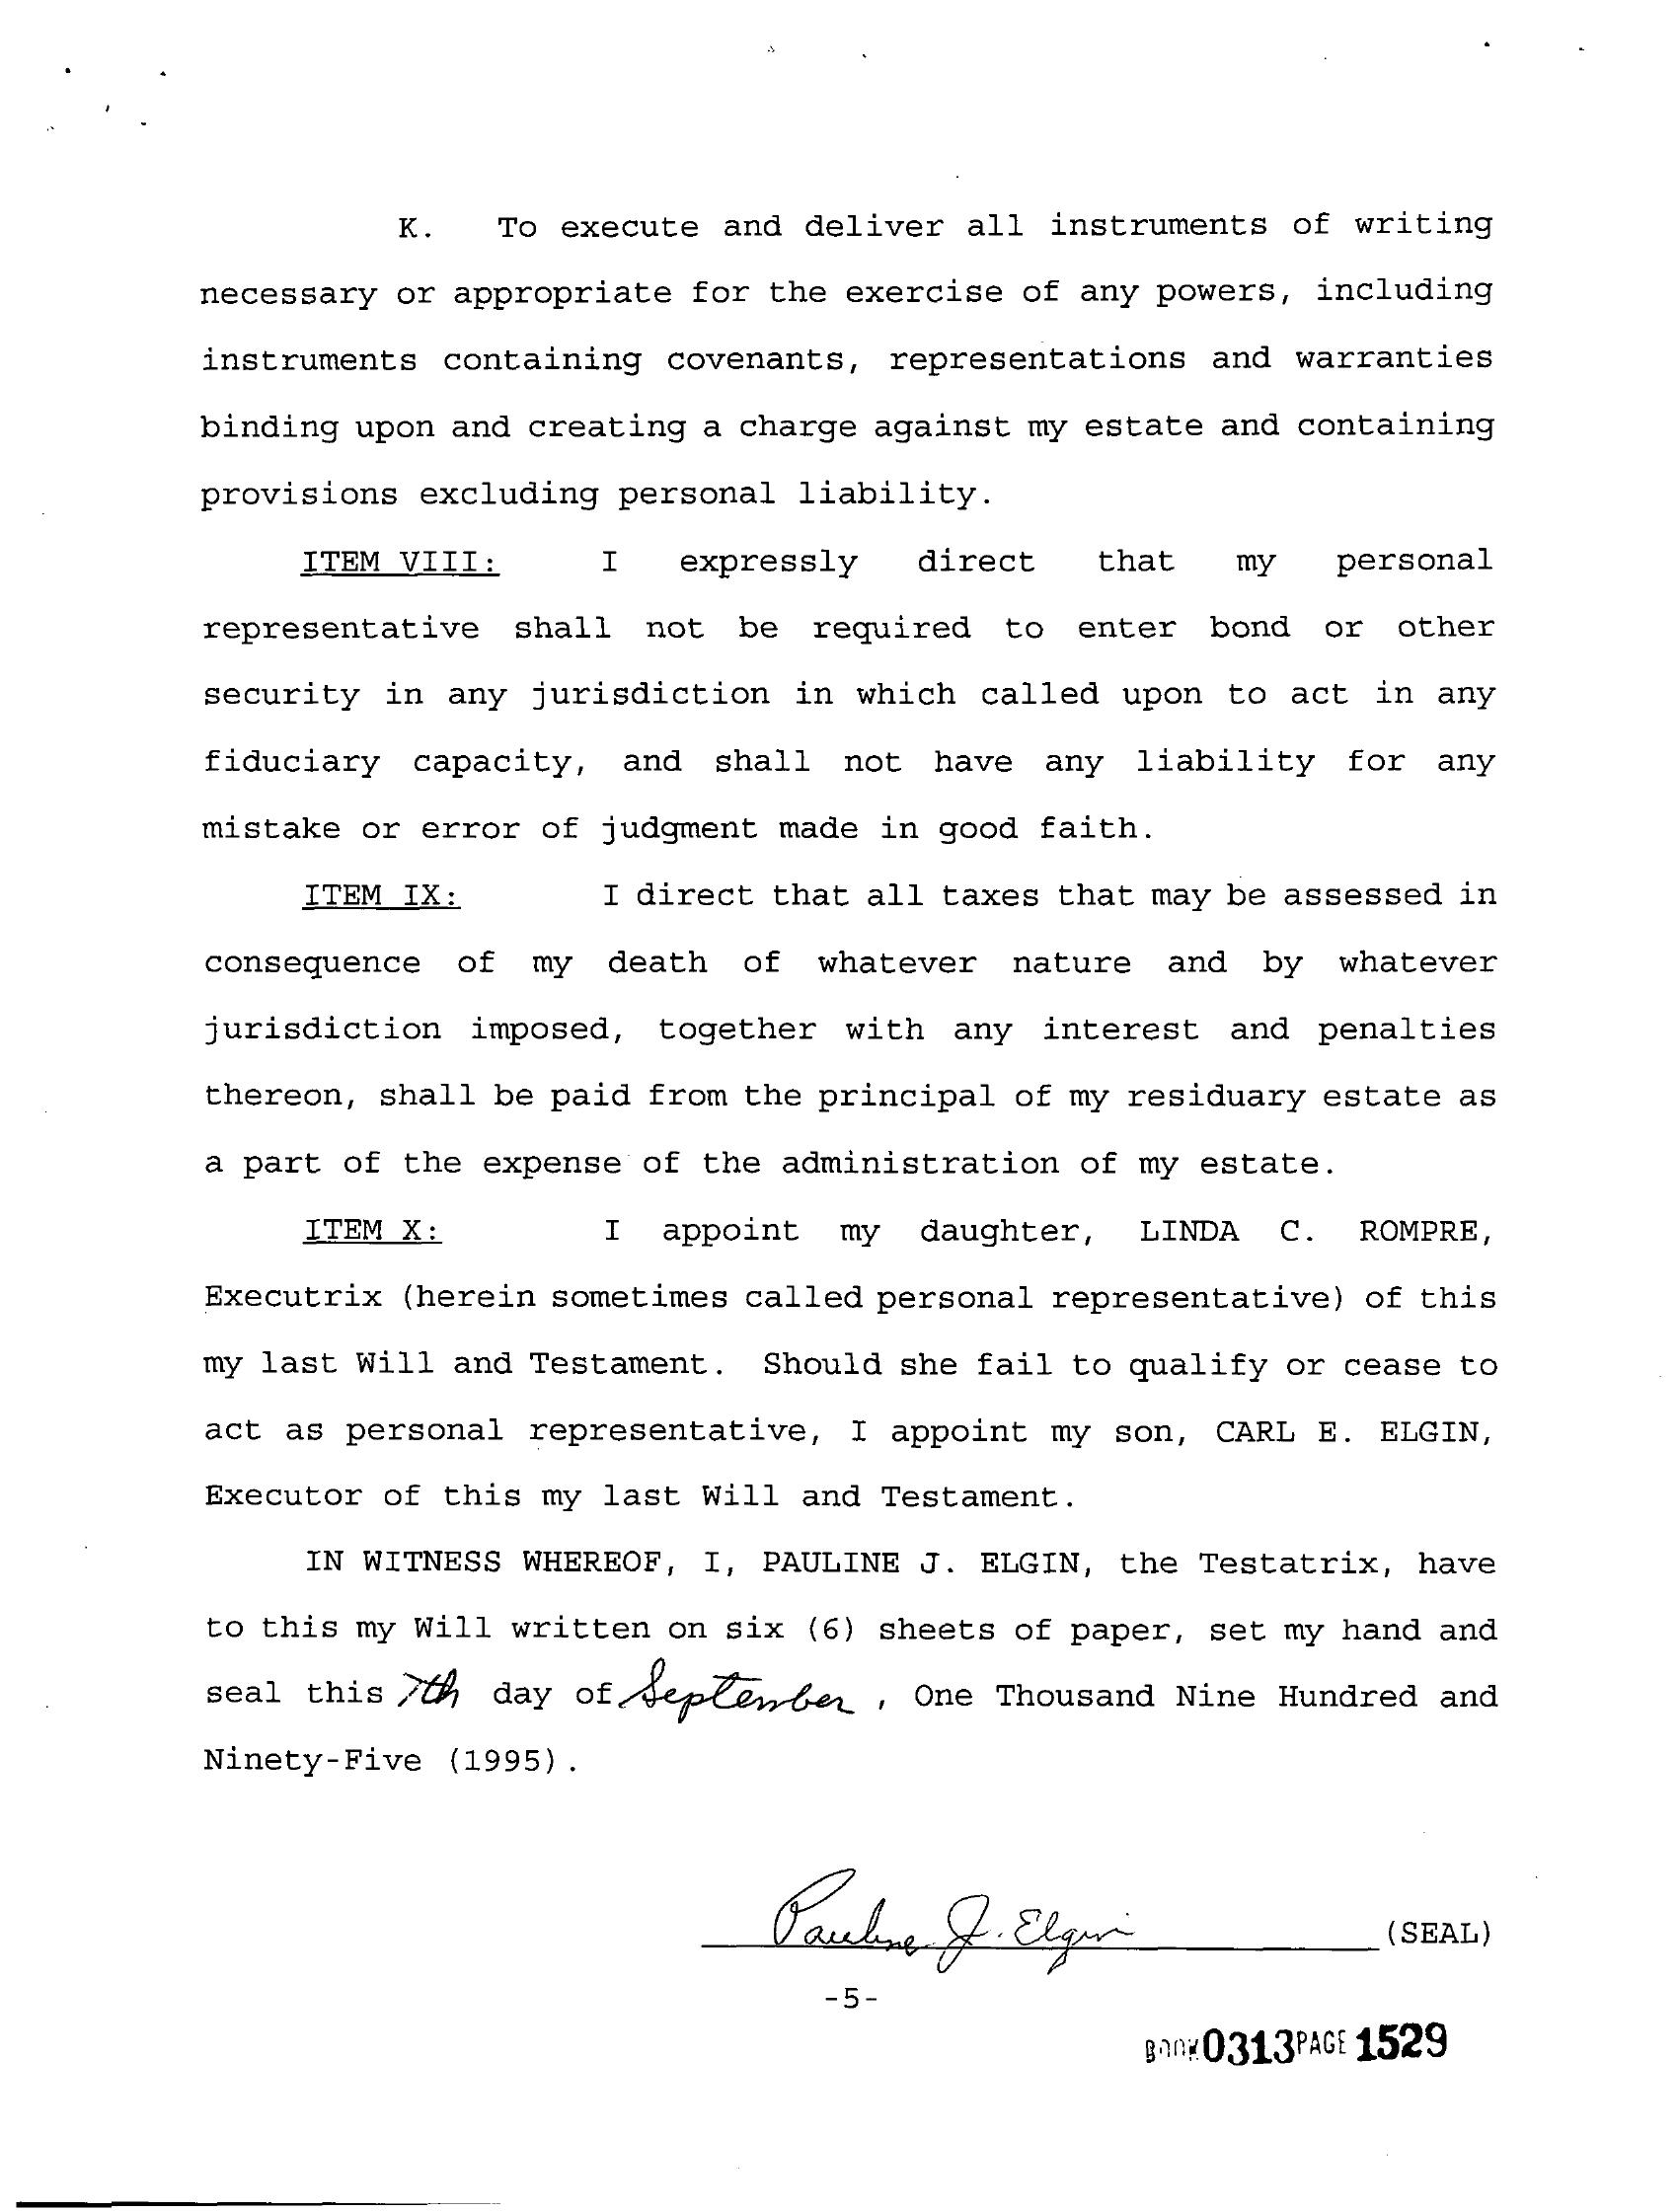 K. To execute and deliver all instruments of writing
necessary or appropriate for the exercise of any powers, including
instruments containing covenants, representations and warranties
binding upon and creating a charge against my estate and containing
provisions excluding personal liability.
ITEM VIII: I expressly direct that my personal
representative shall not be required to enter bond or other
security in any jurisdiction in which called upon to act in any
fiduciary capacity, and shall not have any liability for any
mistake or error of judgment made in good faith.
ITEM IX: I direct that all taxes that may be assessed in
consequence of my death of whatever nature and by whatever
jurisdiction imposed, together with any interest and penalties
thereon, shall be paid from the principal of my residuary estate as
a part of the expense of the administration of my estate.
ITEM X: I appoint my daughter, LINDA C. ROMPRE,
Executrix (herein sometimes called personal representative) of this
my last Will and Testament. Should she fail to qualify or cease to
act as personal representative, I appoint my son, CARL E. ELGIN,
Executor of this my last Will and Testament.
IN WITNESS WHEREOF, I, PAULINE J. ELGIN, the Testatrix, have
to this my Will written on six (6) sheets of paper, set my hand and
seal this 7th day of September, One Thousand Nine Hundred and
Ninety-Five (1995).
Pauline J. Elgin (SEAL)
-5-
BOOK 0313 PAGE 1529